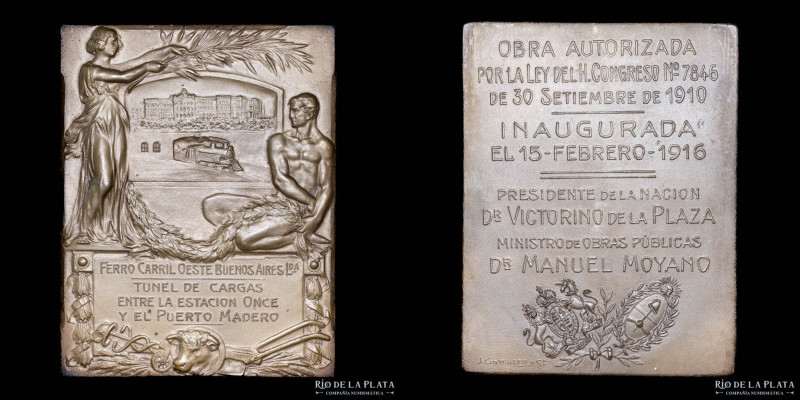 FERRO CARRIL OESTE BUENOS AIRES LDA
TUNEL DE CARGAS
ENTRE LA ESTACION ONCE
Y EL PUERTO MADERO
OBRA AUTORIZADA
POR LA LEY DEL H. CONGRESO Nº 7846
DE 30 SETIEMBRE DE 1910
INAUGURADA
EL 15-FEBRERO-1916
PRESIDENTE DE LA NACION
DR VICTORINO DE LA PLAZA
MINISTRO DE OBRAS PÚBLICAS
DR MANUEL MOYANO
RÍO DE LA PLATA
COMPAÑÍA NUMISMÁTICA
RÍO DE LA PLATA
COMPAÑÍA NUMISMÁTICA